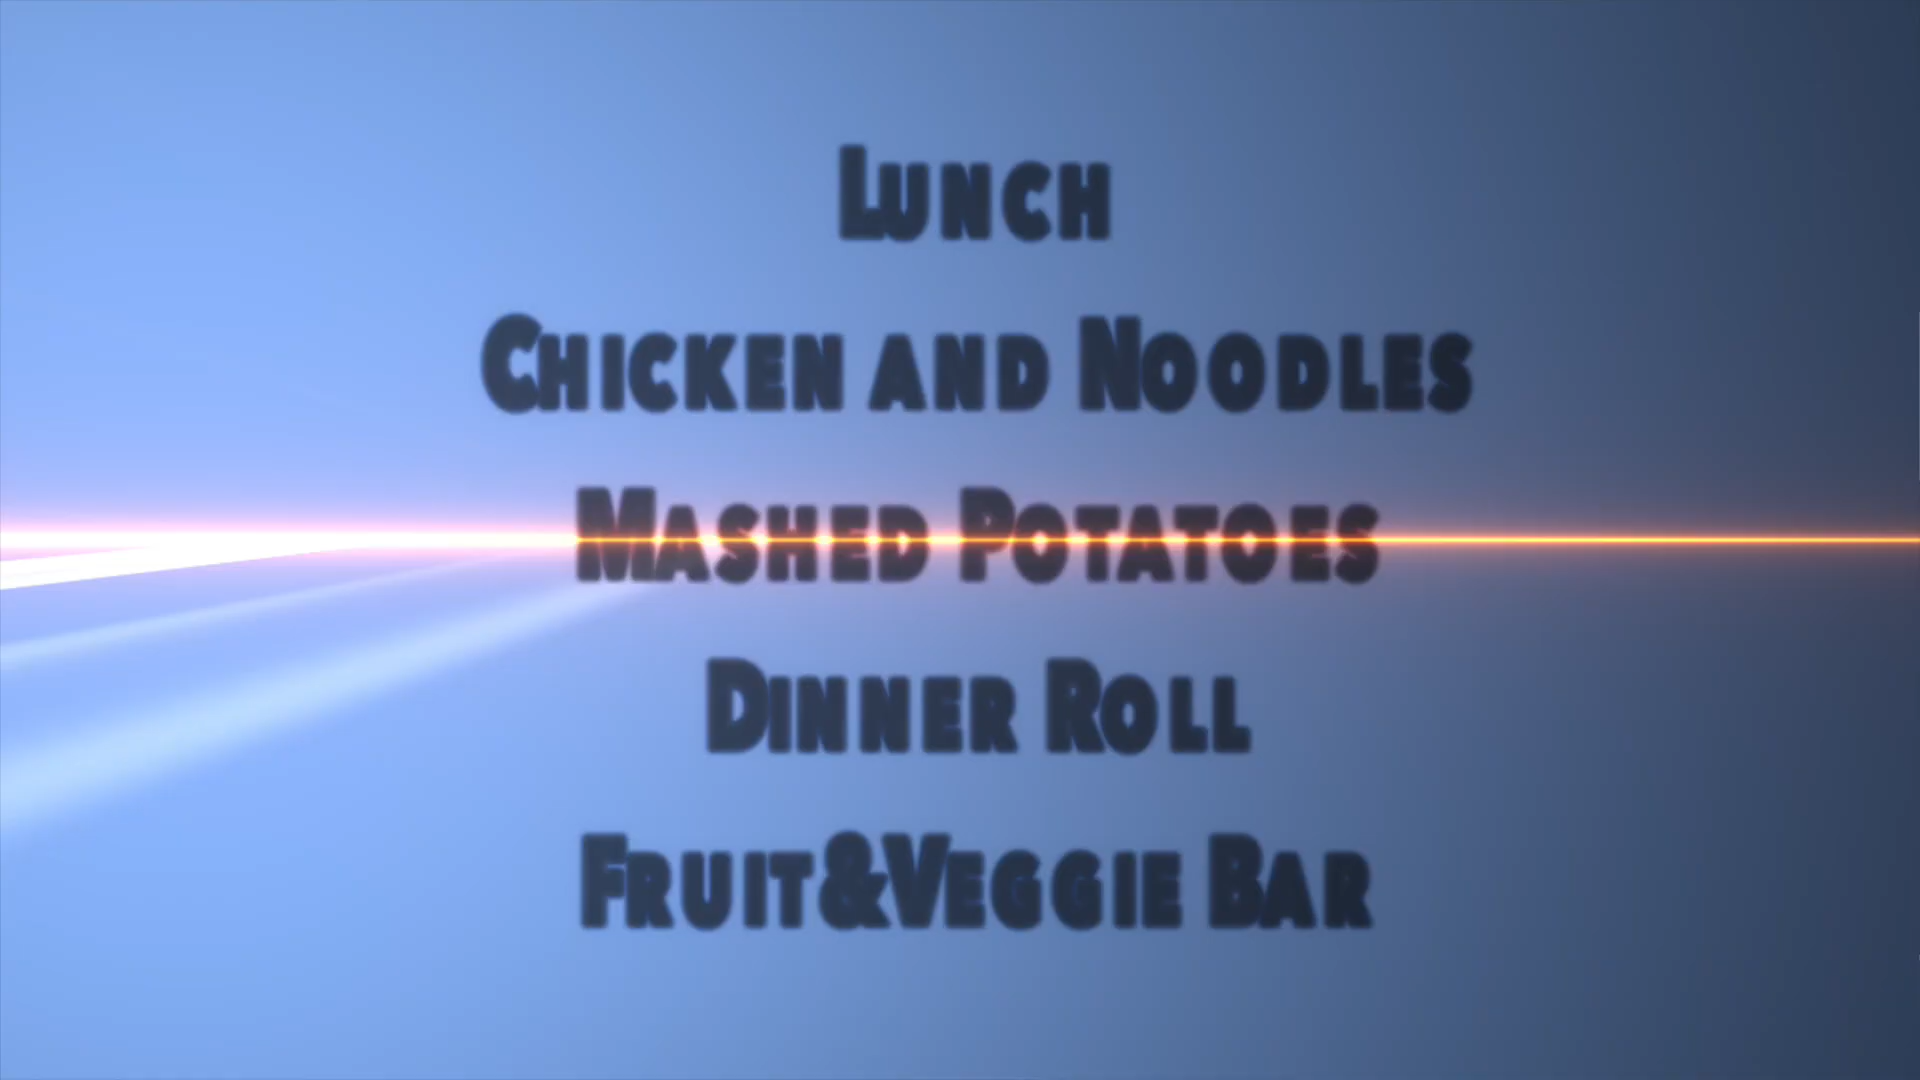 Lunch
Chicken and Noodles
Mashed Potatoes
Dinner Roll
Fruit&Veggie Bar